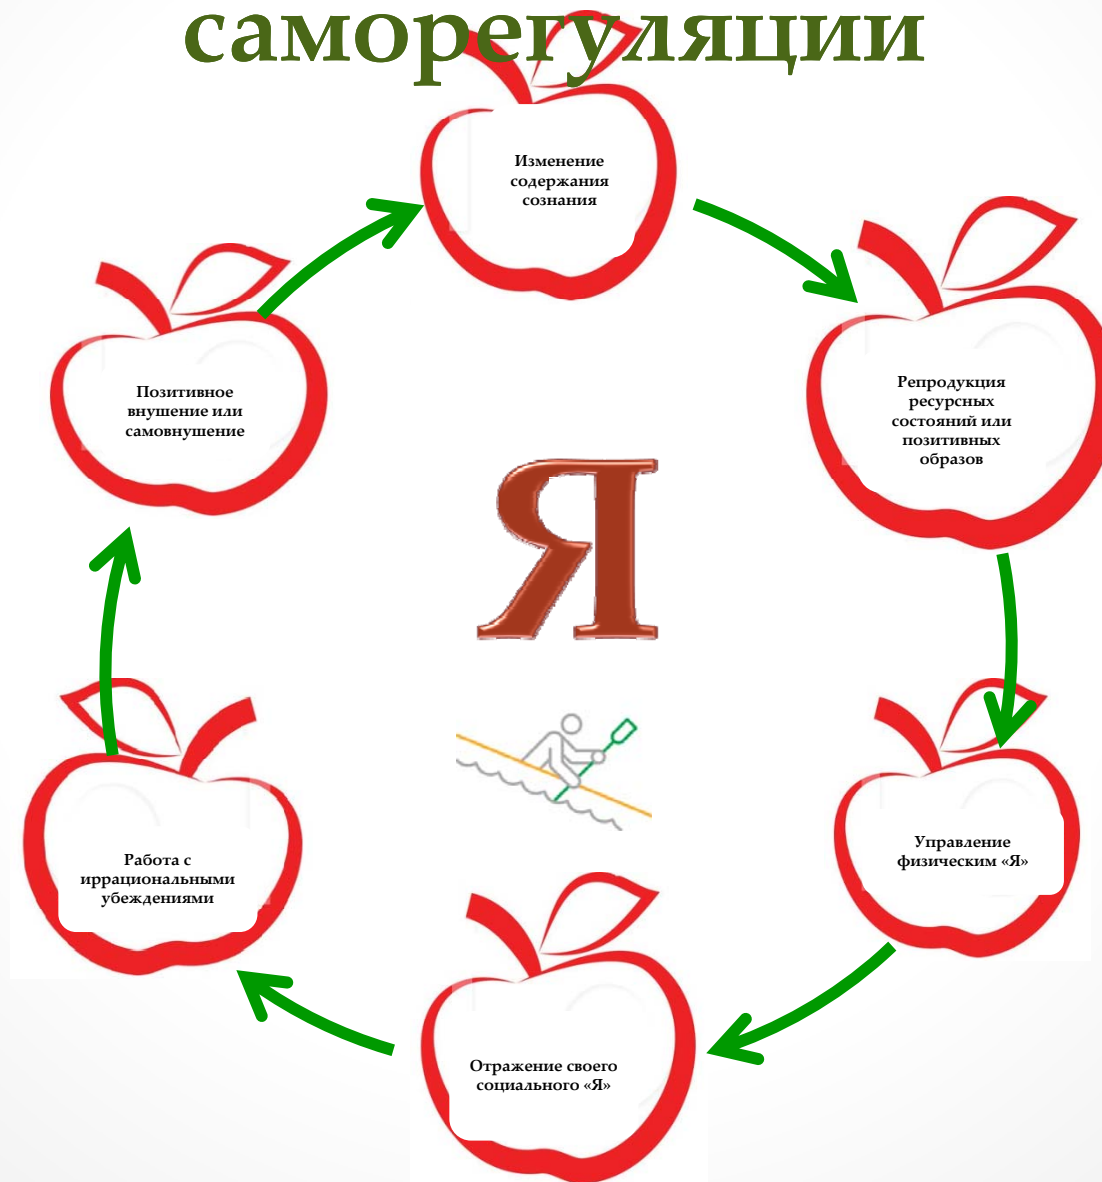 саморегуляции
Изменение
содержания
сознания
Репродукция
ресурсных
состояний или
позитивных
образов
Управление
физическим «Я»
Отражение своего
социального «Я»
Работа с
иррациональными
убеждениями
Позитивное
внушение или
самовнушение
Я